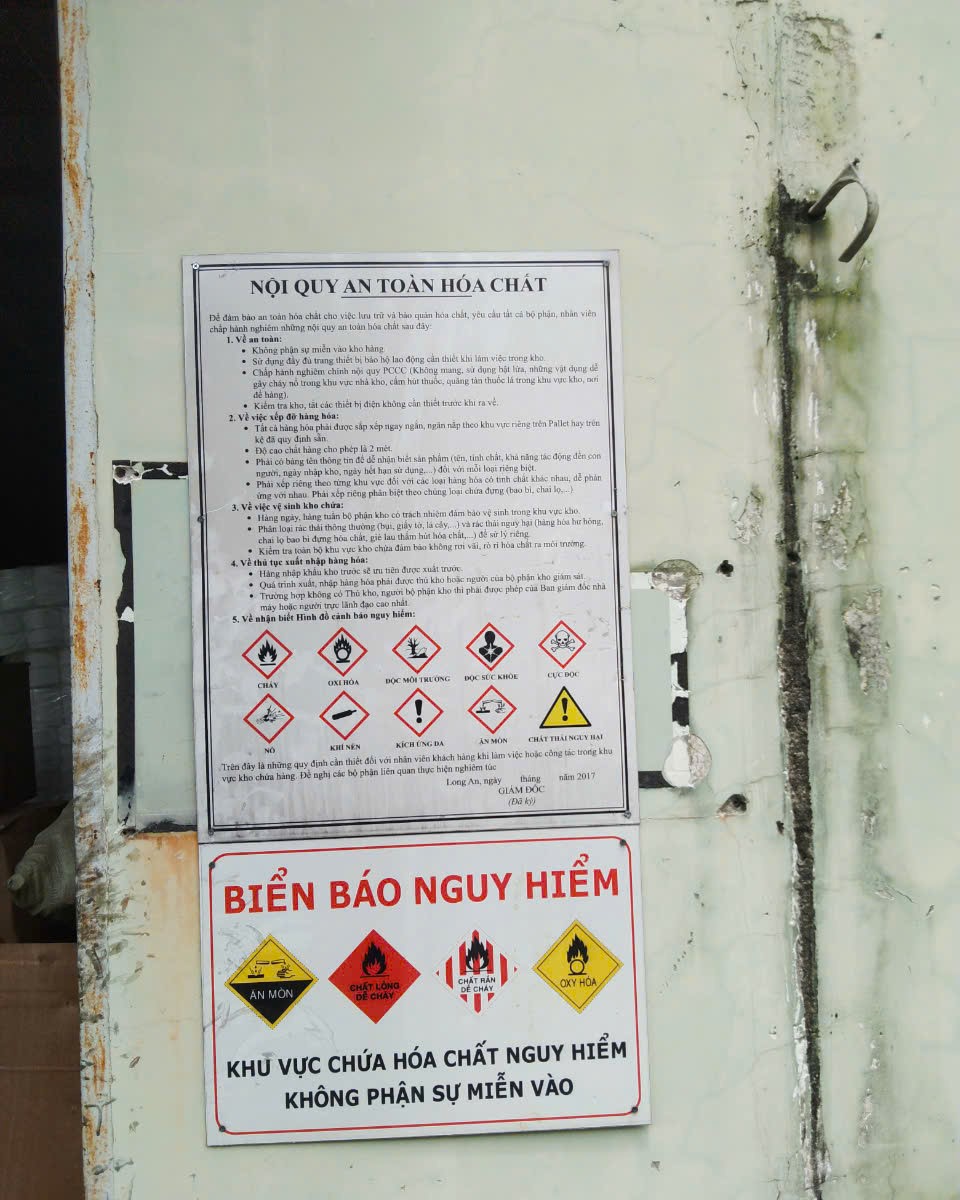 NỘI QUY AN TOÀN HÓA CHẤT
Để đảm bảo an toàn hóa chất cho việc lưu trữ và bảo quản hóa chất, yêu cầu tất cả bộ phận, nhân viên
chấp hành nghiêm những nội quy an toàn hóa chất sau đây:
1. Về an toàn:
• Không phận sự miễn vào kho hàng.
• Sử dụng đầy đủ trang thiết bị bảo hộ lao động cần thiết khi làm việc trong kho.
• Chấp hành nghiêm chỉnh nội quy PCCC (Không mang, sử dụng bật lửa, những vật dụng dễ
gây cháy nổ trong khu vực nhà kho, cấm hút thuốc, quăng tàn thuốc lá trong khu vực kho, nơi
để hàng).
• Kiểm tra kho, tắt các thiết bị điện không cần thiết trước khi ra về.
2. Về việc xếp dỡ hàng hóa:
• Tất cả hàng hóa phải được sắp xếp ngay ngắn, ngăn nắp theo khu vực riêng trên Pallet hay trên
kệ đã quy định sẵn.
• Độ cao chất hàng cho phép là 2 mét.
• Phải có bảng tên thông tin để dễ nhận biết sản phẩm (tên, tính chất, khả năng tác động đến con
người, ngày nhập kho, ngày hết hạn sử dụng,...) đối với mỗi loại riêng biệt.
• Phải xếp riêng theo từng khu vực đối với các loại hàng hóa có tính chất khác nhau, dễ phản
ứng với nhau. Phải xếp riêng phân biệt theo chủng loại chứa đựng (bao bì, chai lọ,...)
3. Về việc vệ sinh kho chứa:
• Hàng ngày, hàng tuần bộ phận kho có trách nhiệm đảm bảo vệ sinh trong khu vực kho.
• Phân loại rác thải thông thường (bụi, giấy tờ, lá cây,...) và rác thải nguy hại (hàng hóa hư hỏng,
chai lọ bao bì đựng hóa chất, giẻ lau thấm hút hóa chất,...) để xử lý riêng.
• Kiểm tra toàn bộ khu vực kho chứa đảm bảo không rơi vãi, rò rỉ hóa chất ra môi trường.
4. Về thủ tục xuất nhập hàng hóa:
• Hàng nhập khẩu kho trước sẽ ưu tiên được xuất trước.
• Quá trình xuất, nhập hàng hóa phải được thủ kho hoặc người của bộ phận kho giám sát.
• Trường hợp không có Thủ kho, người bộ phận kho thì phải được phép của Ban giám đốc nhà
máy hoặc người trực lãnh đạo cao nhất.
5. Về nhận biết Hình đồ cảnh báo nguy hiểm:
CHÁY OXI HÓA ĐỘC MÔI TRƯỜNG ĐỘC SỨC KHỎE CỰC ĐỘC
NỔ KHÍ NÉN KÍCH ỨNG DA ĂN MÒN CHẤT THẢI NGUY HẠI
Trên đây là những quy định cần thiết đối với nhân viên khách hàng khi làm việc hoặc công tác trong khu
vực kho chứa hàng. Đề nghị các bộ phận liên quan thực hiện nghiêm túc
Long An, ngày tháng năm 2017
GIÁM ĐỐC
(Đã ký)
BIỂN BÁO NGUY HIỂM
ĂN MÒN CHẤT LỎNG DỄ CHÁY CHẤT RẮN DỄ CHÁY OXY HÓA
KHU VỰC CHỨA HÓA CHẤT NGUY HIỂM
KHÔNG PHẬN SỰ MIỄN VÀO